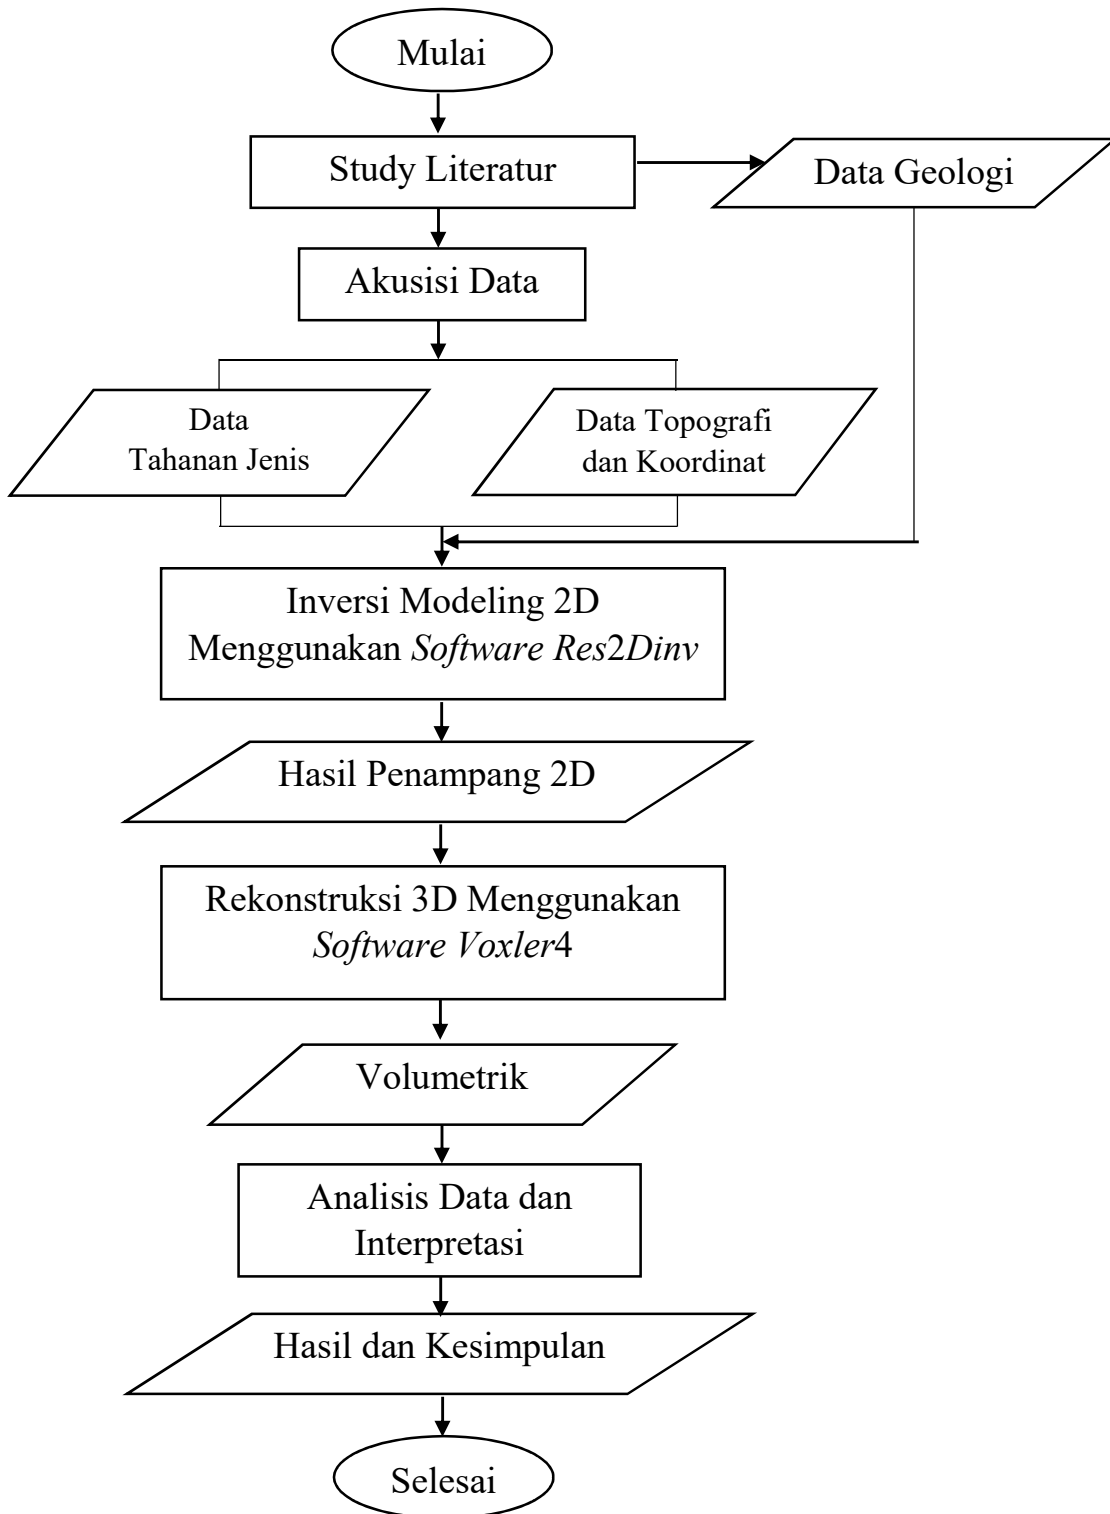 Mulai
Study Literatur
Data Geologi
Akusisi Data
Data
Tahanan Jenis
Data Topografi
dan Koordinat
Inversi Modeling 2D
Menggunakan Software Res2Dinv
Hasil Penampang 2D
Rekonstruksi 3D Menggunakan
Software Voxler4
Volumetrik
Analisis Data dan
Interpretasi
Hasil dan Kesimpulan
Selesai